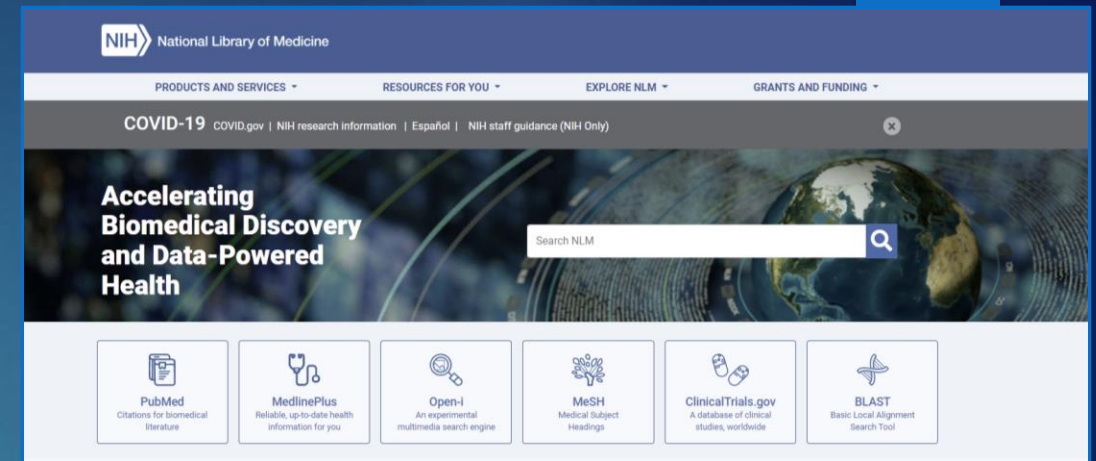 NIH National Library of Medicine
PRODUCTS AND SERVICES RESOURCES FOR YOU EXPLORE NLM GRANTS AND FUNDING
COVID-19 COVID.gov | NIH research information | Español | NIH staff guidance (NIH Only)
Accelerating
Biomedical Discovery
and Data-Powered
Health
Search NLM
PubMed
Citations for biomedical
literature
MedlinePlus
Reliable, up-to-date health
information for you
Open-i
An experimental
multimedia search engine
MeSH
Medical Subject
Headings
ClinicalTrials.gov
A database of clinical
studies, worldwide
BLAST
Basic Local Alignment
Search Tool